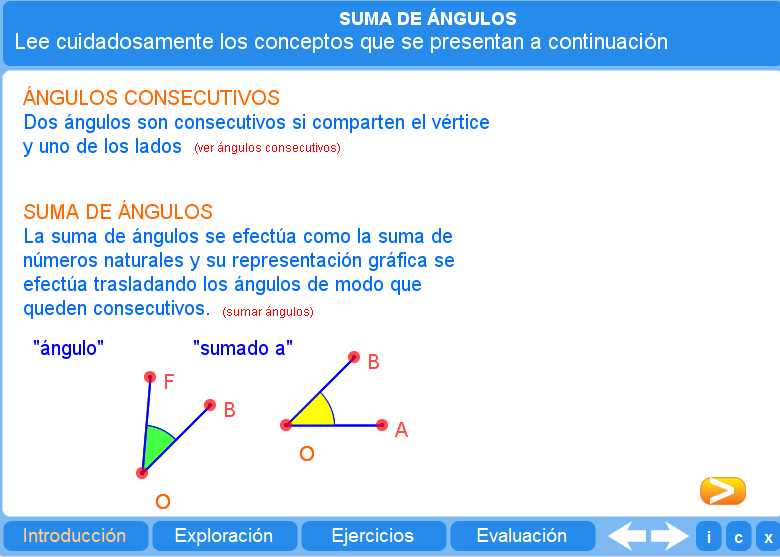 SUMA DE ÁNGULOS
Lee cuidadosamente los conceptos que se presentan a continuación
ÁNGULOS CONSECUTIVOS
Dos ángulos son consecutivos si comparten el vértice
y uno de los lados (ver ángulos consecutivos)
SUMA DE ÁNGULOS
La suma de ángulos se efectúa como la suma de
números naturales y su representación gráfica se
efectúa trasladando los ángulos de modo que
queden consecutivos. (sumar ángulos)
"ángulo" "sumado a"
F
B
O
B
A
O
Introducción Exploración Ejercicios Evaluación i c x